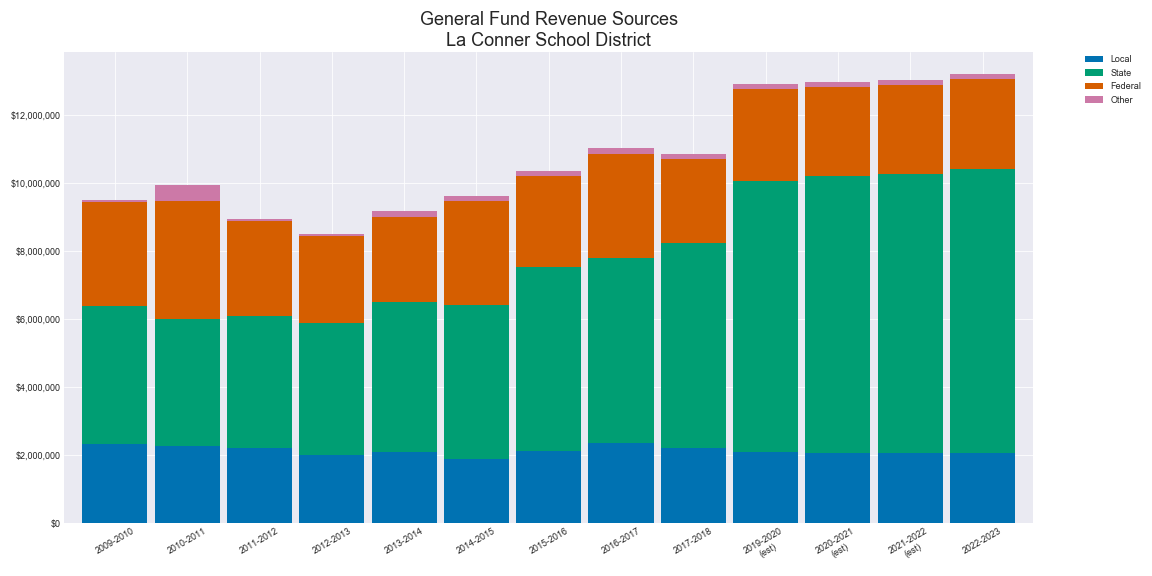 General Fund Revenue Sources
La Conner School District
Local
State
Federal
Other
$12,000,000
$10,000,000
$8,000,000
$6,000,000
$4,000,000
$2,000,000
$0
2009-2010
2010-2011
2011-2012
2012-2013
2013-2014
2014-2015
2015-2016
2016-2017
2017-2018
2019-2020
(est)
2020-2021
(est)
2021-2022
(est)
2022-2023